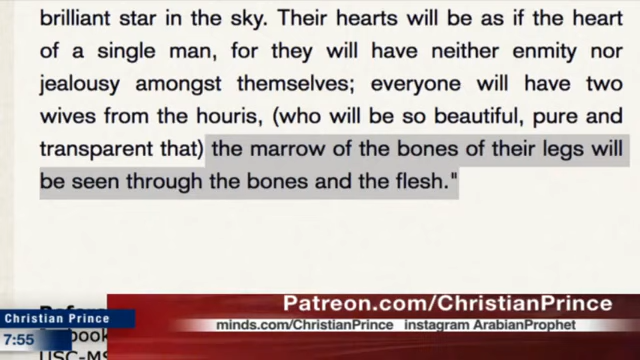 brilliant star in the sky. Their hearts will be as if the heart
of a single man, for they will have neither enmity nor
jealousy amongst themselves; everyone will have two
wives from the houris, (who will be so beautiful, pure and
transparent that) the marrow of the bones of their legs will
be seen through the bones and the flesh."
Patreon.com/ChristianPrince
Christian Prince
minds.com/ChristianPrince instagram ArabianProphet
7:55